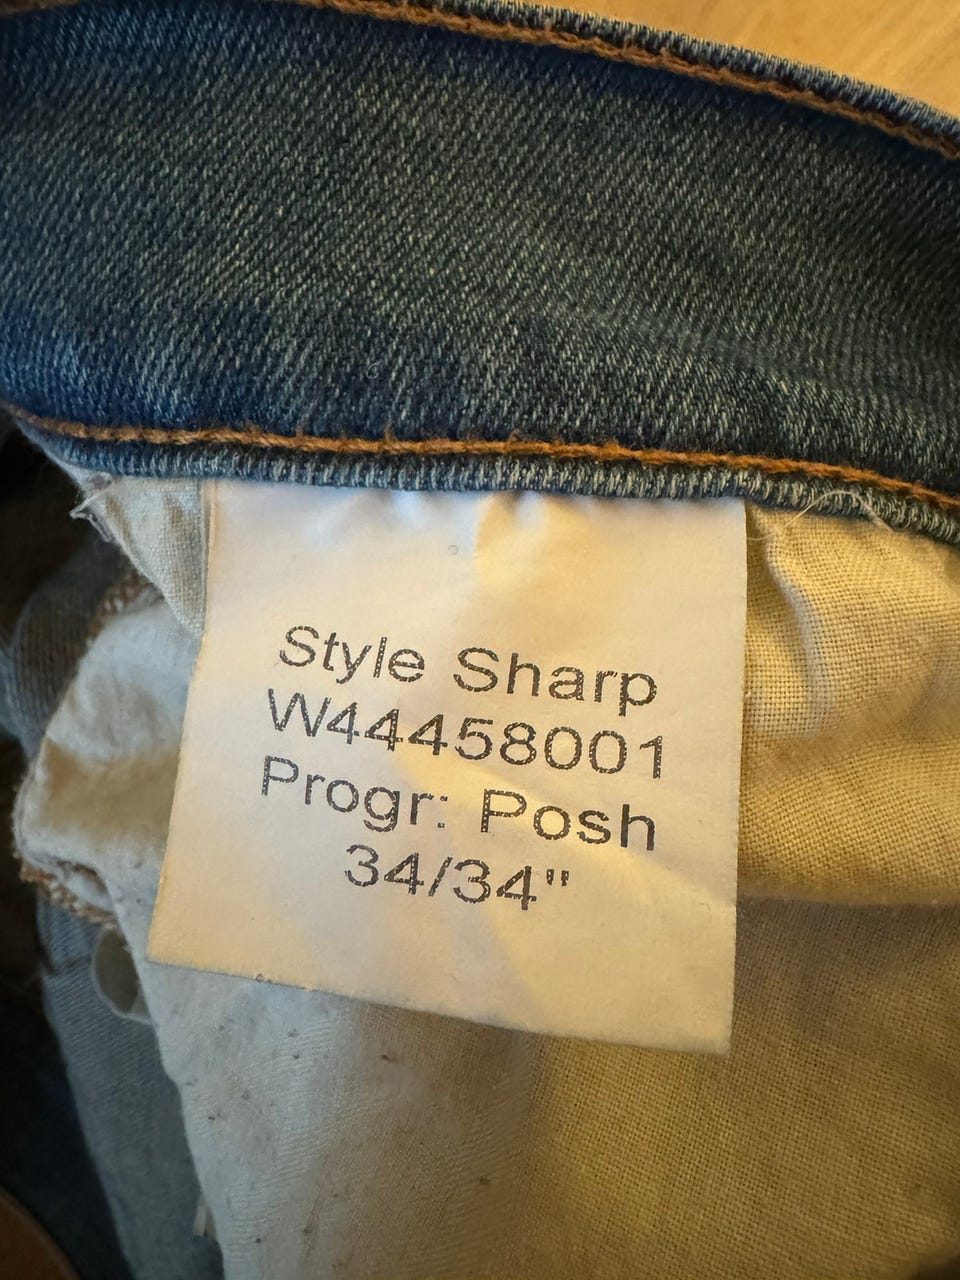 Style Sharp
W44458001
Progr: Posh
34/34"